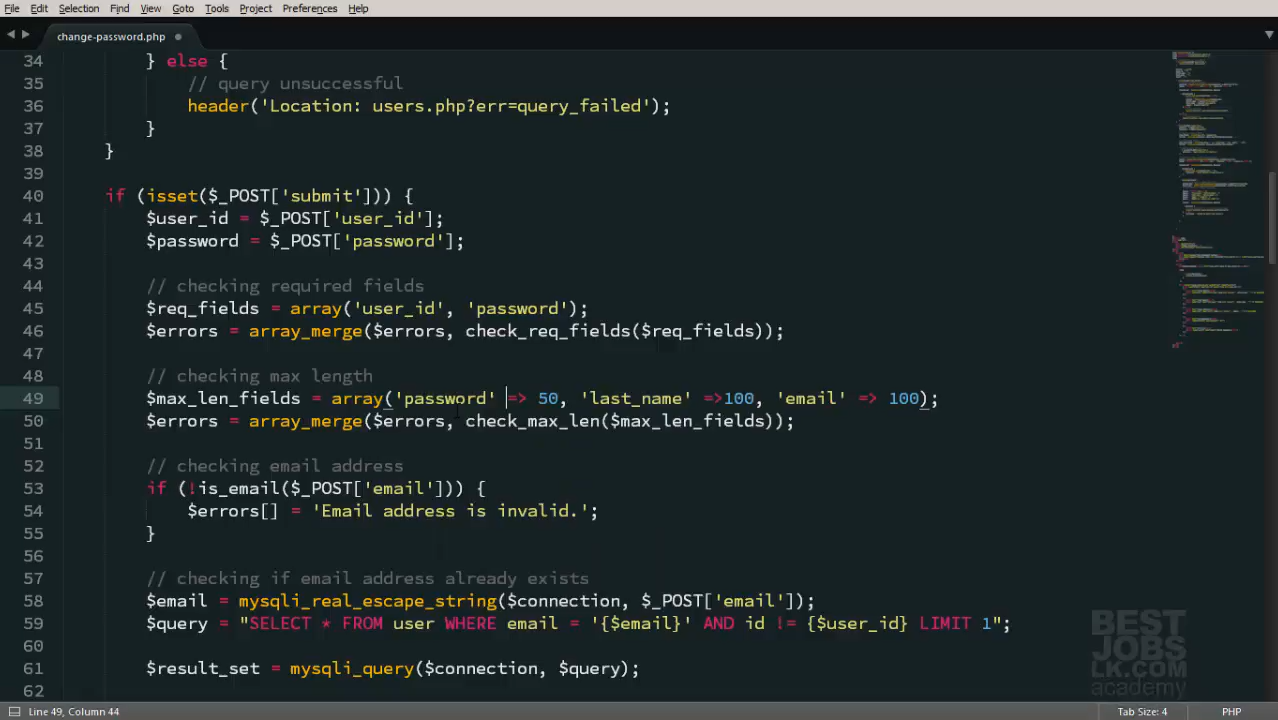 File Edit Selection Find View Goto Tools Project Preferences Help
change-password.php
34 } else {
35 // query unsuccessful
36 header('Location: users.php?err=query_failed');
37 }
38 }
39
40 if (isset($_POST['submit'])) {
41 $user_id = $_POST['user_id'];
42 $password = $_POST['password'];
43
44 // checking required fields
45 $req_fields = array('user_id', 'password');
46 $errors = array_merge($errors, check_req_fields($req_fields));
47
48 // checking max length
49 $max_len_fields = array('password' => 50, 'last_name' =>100, 'email' => 100);
50 $errors = array_merge($errors, check_max_len($max_len_fields));
51
52 // checking email address
53 if (!is_email($_POST['email'])) {
54 $errors[] = 'Email address is invalid.';
55 }
56
57 // checking if email address already exists
58 $email = mysqli_real_escape_string($connection, $_POST['email']);
59 $query = "SELECT * FROM user WHERE email = '{$email}' AND id != {$user_id} LIMIT 1";
60
61 $result_set = mysqli_query($connection, $query);
62
BEST
JOBS
LK.COM
academy
Line 49, Column 44 Tab Size: 4 PHP